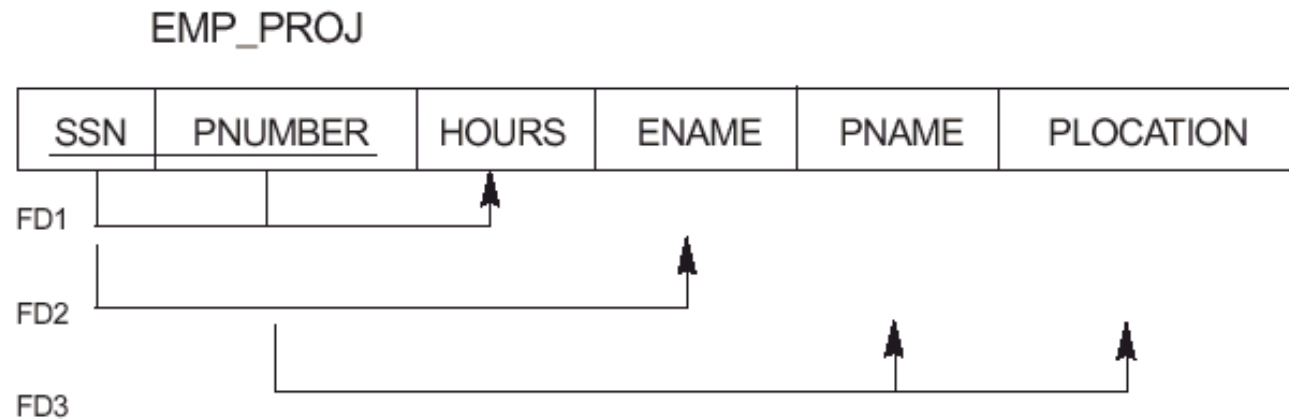 EMP_PROJ
SSN PNUMBER HOURS ENAME PNAME PLOCATION
FD1
FD2
FD3